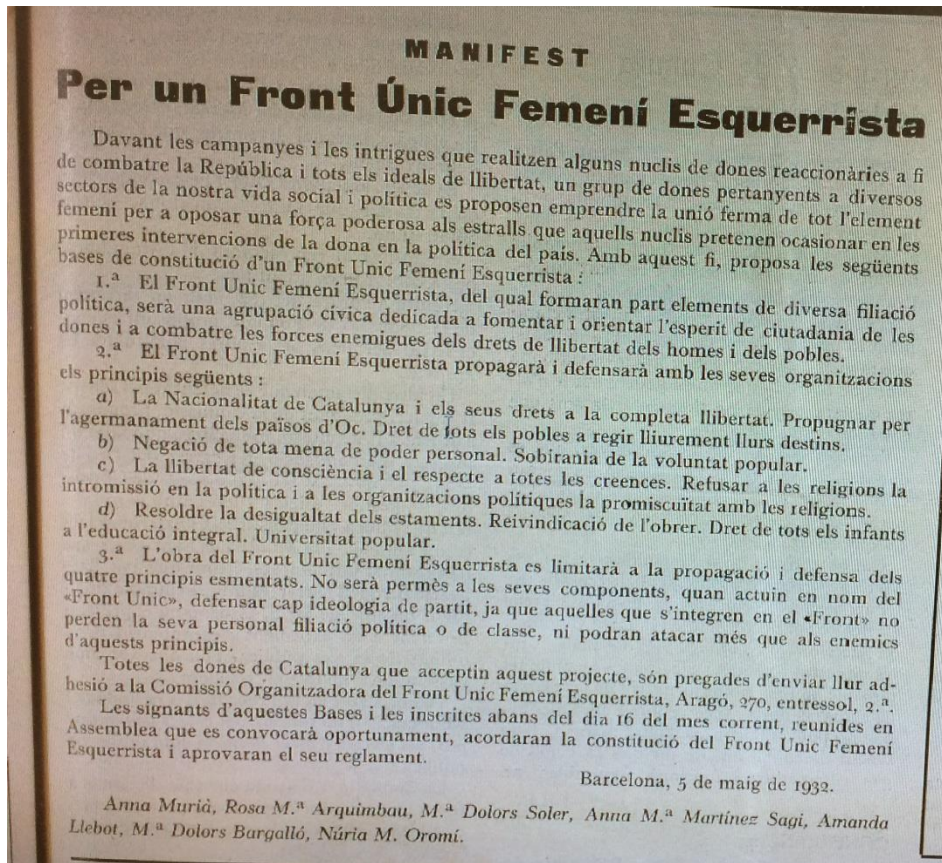 MANIFEST
Per un Front Únic Femení Esquerrista
Davant les campanyes i les intrigues que realitzen alguns nuclis de dones reaccionàries a fi
de combatre la República i tots els ideals de llibertat, un grup de dones pertanyents a diversos
sectors de la nostra vida social i política es proposen emprendre la unió ferma de tot l'element
femení per a oposar una força poderosa als estralls que aquells nuclis pretenen ocasionar en les
primeres intervencions de la dona en la política del país. Amb aquest fi, proposa les següents
bases de constitució d'un Front Unic Femení Esquerrista :
1.ª El Front Unic Femení Esquerrista, del qual formaran part elements de diversa filiació
política, serà una agrupació cívica dedicada a fomentar i orientar l'esperit de ciutadania de les
dones i a combatre les forces enemigues dels drets de llibertat dels homes i dels pobles.
2.ª El Front Unic Femení Esquerrista propagarà i defensarà amb les seves organitzacions
els principis següents :
a) La Nacionalitat de Catalunya i els seus drets a la completa llibertat. Propugnar per
l'agermanament dels països d'Oc. Dret de tots els pobles a regir lliurement llurs destins.
b) Negació de tota mena de poder personal. Sobirania de la voluntat popular.
c) La llibertat de consciència i el respecte a totes les creences. Refusar a les religions la
intromissió en la política i a les organitzacions polítiques la promiscuïtat amb les religions.
d) Resoldre la desigualtat dels estaments. Reivindicació de l'obrer. Dret de tots els infants
a l'educació integral. Universitat popular.
3.ª L'obra del Front Unic Femení Esquerrista es limitarà a la propagació i defensa dels
quatre principis esmentats. No serà permès a les seves components, quan actuin en nom del
«Front Unic», defensar cap ideologia de partit, ja que aquelles que s'integren en el «Front» no
perden la seva personal filiació política o de classe, ni podran atacar més que als enemics
d'aquests principis.
Totes les dones de Catalunya que acceptin aquest projecte, són pregades d'enviar llur ad-
hesió a la Comissió Organitzadora del Front Unic Femení Esquerrista, Aragó, 270, entressol, 2.ª.
Les signants d'aquestes Bases i les inscrites abans del dia 16 del mes corrent, reunides en
Assemblea que es convocarà oportunament, acordaran la constitució del Front Unic Femení
Esquerrista i aprovaran el seu reglament.
Barcelona, 5 de maig de 1932.
Anna Murià, Rosa M.ª Arquimbau, M.ª Dolors Soler, Anna M.ª Martínez Sagi, Amanda
Llebot, M.ª Dolors Bargalló, Núria M. Oromí.